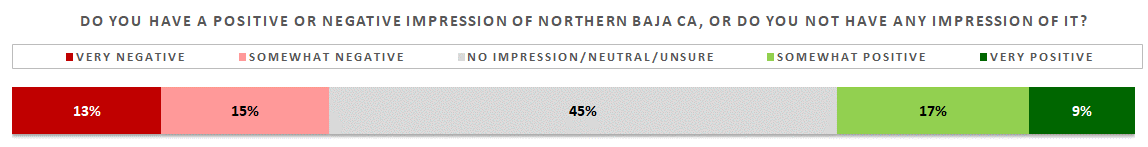 DO YOU HAVE A POSITIVE OR NEGATIVE IMPRESSION OF NORTHERN BAJA CA, OR DO YOU NOT HAVE ANY IMPRESSION OF IT?
VERY NEGATIVE SOMEWHAT NEGATIVE NO IMPRESSION/NEUTRAL/UNSURE SOMEWHAT POSITIVE VERY POSITIVE
13% 15% 45% 17% 9%